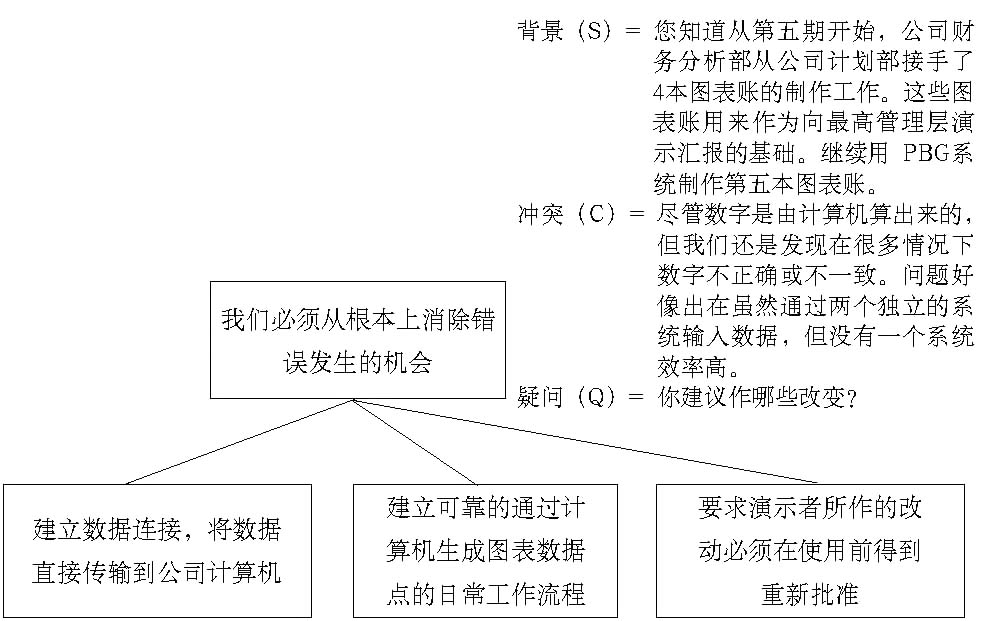 背景（S）= 您知道从第五期开始，公司财
务分析部从公司计划部接手了
4本图表账的制作工作。这些图
表账用来作为向最高管理层演
示汇报的基础。继续用 PBG系
统制作第五本图表账。
冲突（C）= 尽管数字是由计算机算出来的，
但我们还是发现在很多情况下
数字不正确或不一致。问题好
像出在虽然通过两个独立的系
统输入数据，但没有一个系统
效率高。
疑问（Q）= 你建议作哪些改变？
我们必须从根本上消除错
误发生的机会
建立数据连接，将数据
直接传输到公司计算机
建立可靠的通过计
算机生成图表数据
点的日常工作流程
要求演示者所作的改
动必须在使用前得到
重新批准